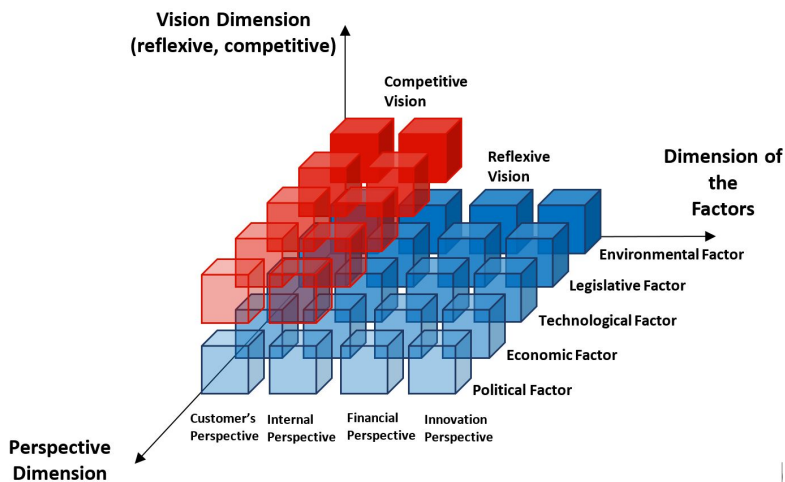 Vision Dimension
(reflexive, competitive)
Competitive
Vision
Reflexive
Vision
Dimension of
the
Factors
Environmental Factor
Legislative Factor
Technological Factor
Economic Factor
Political Factor
Customer's
Perspective
Internal
Perspective
Financial
Perspective
Innovation
Perspective
Perspective
Dimension